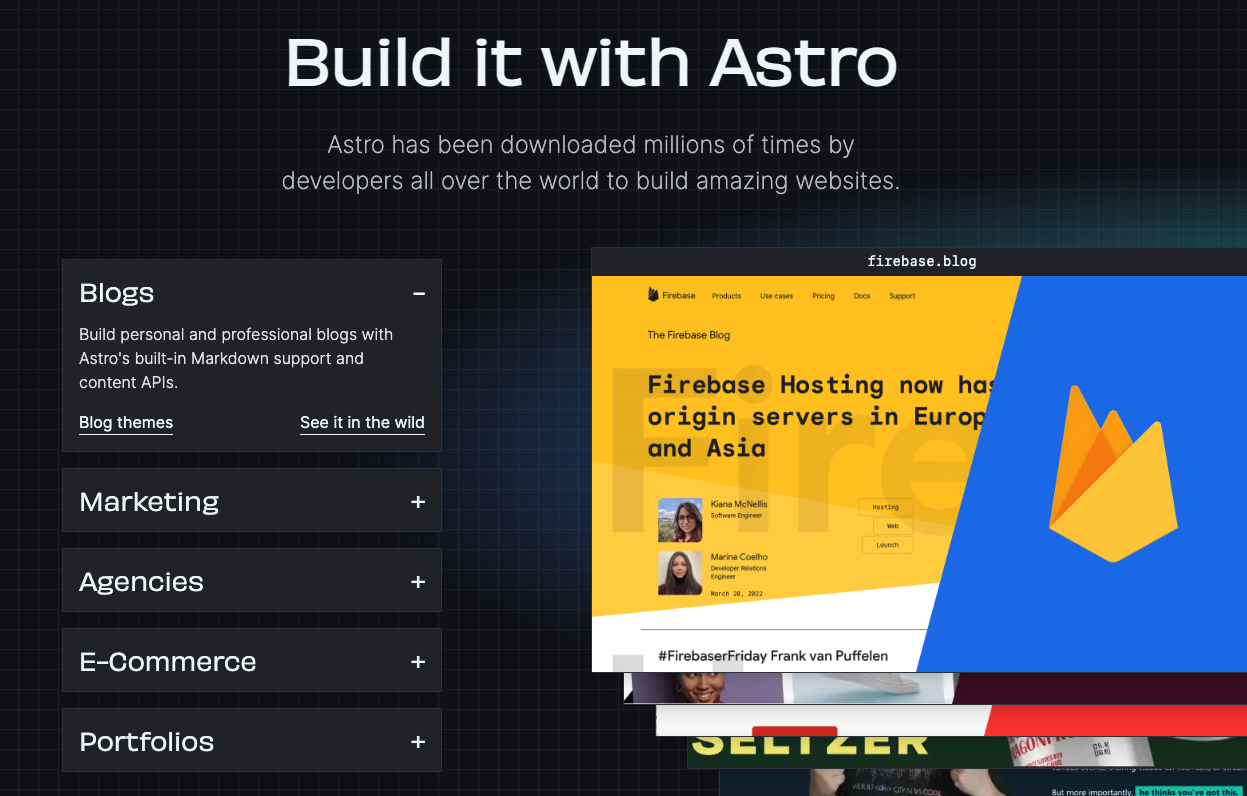 Build it with Astro
Astro has been downloaded millions of times by
developers all over the world to build amazing websites.
Blogs
Build personal and professional blogs with
Astro's built-in Markdown support and
content APIs.
Blog themes
See it in the wild
Marketing
Agencies
E-Commerce
Portfolios
firebase.blog
Firebase Products Use cases Pricing Docs Support
The Firebase Blog
Firebase Hosting now has
origin servers in Europ
and Asia
Fire
Kiana McNellis
Software Engineer
Marina Coelho
Developer Relations
Engineer
March 28, 2022
Hosting
Web
Launch
#FirebaserFriday Frank van Puffelen
SELTZER
But more importantly, he thinks you've got this.